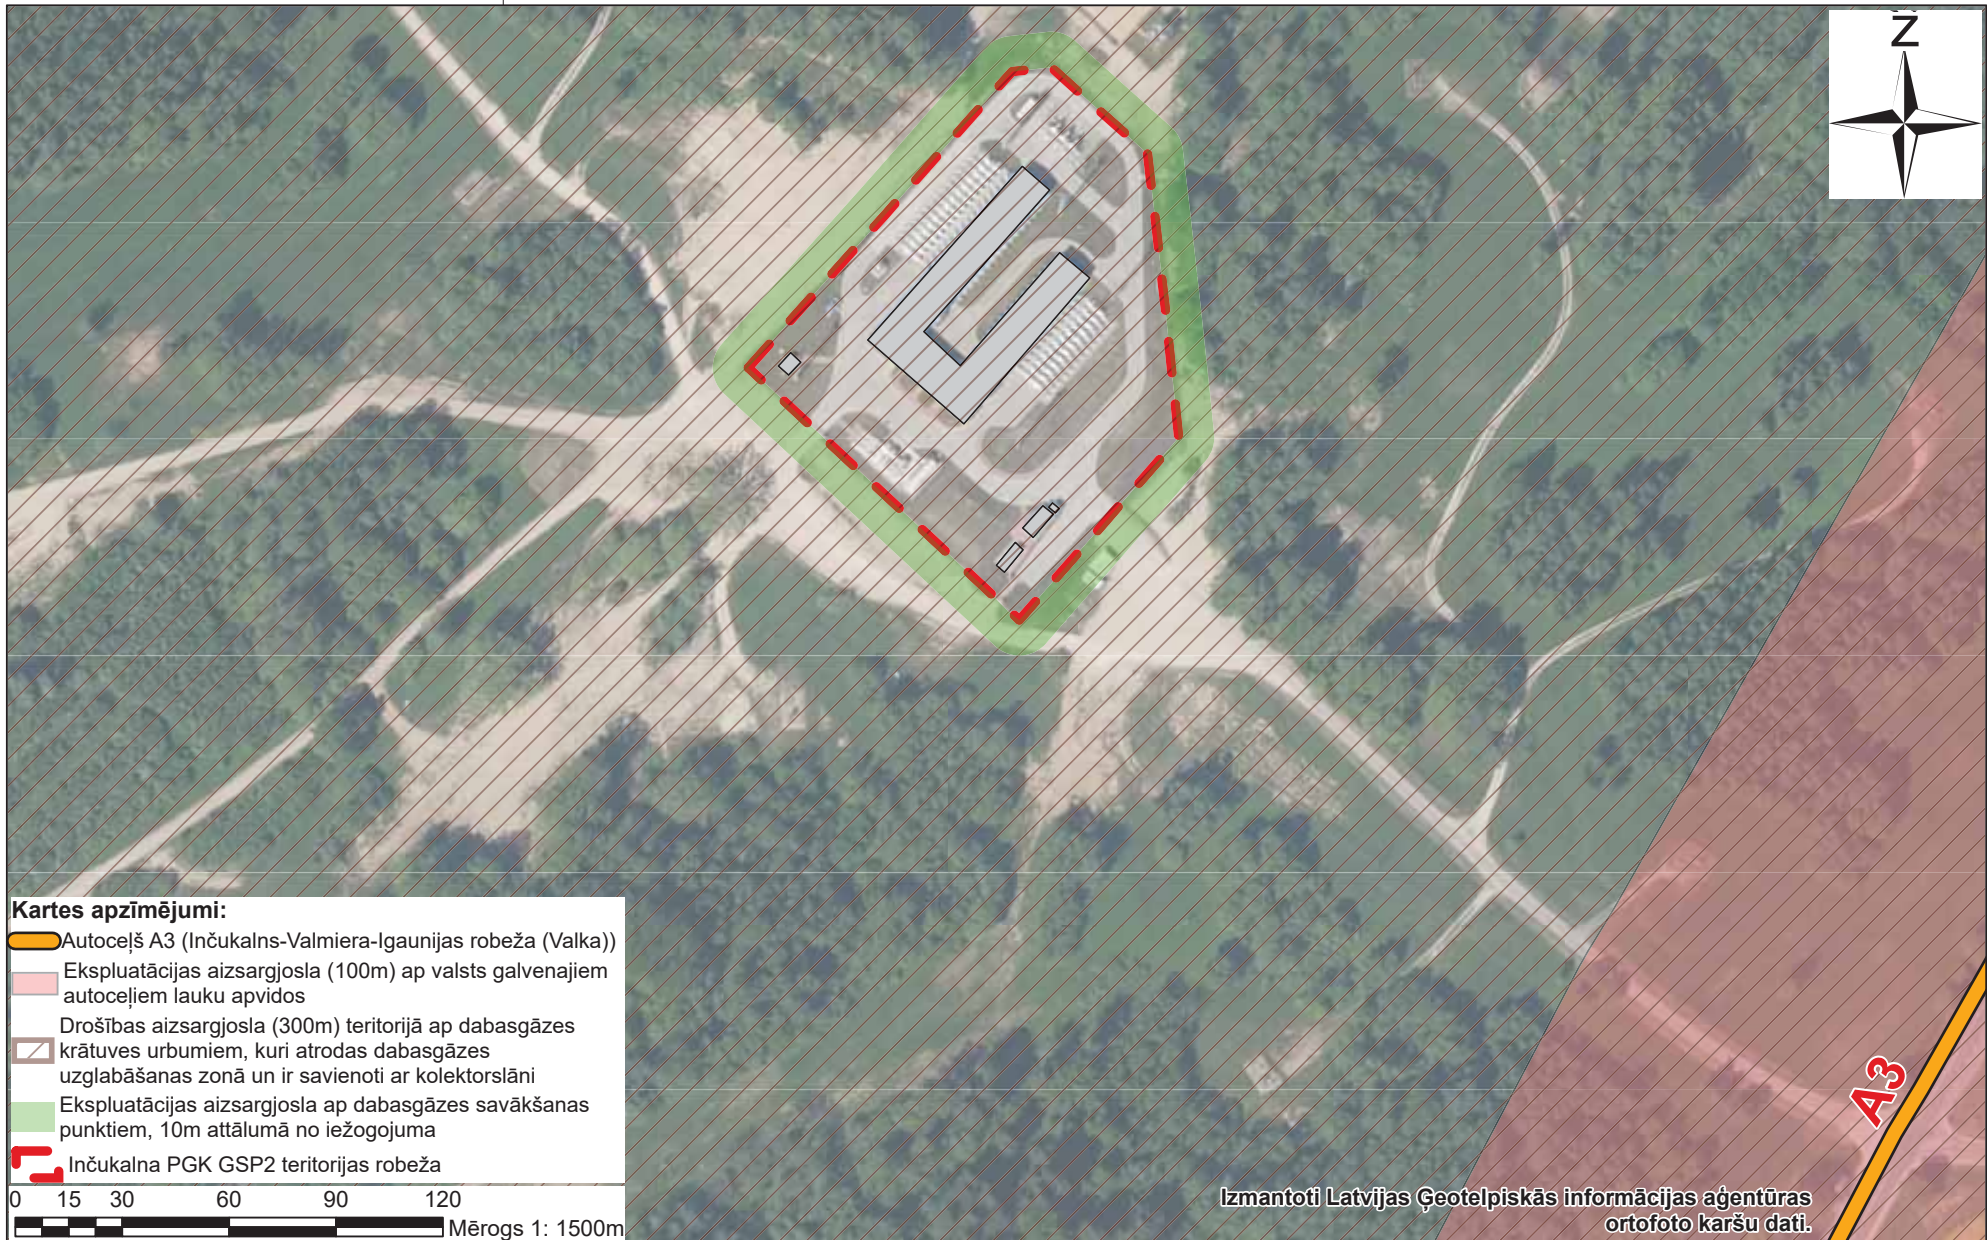 Z
Kartes apzīmējumi:
Autoceļš A3 (Inčukalns-Valmiera-Igaunijas robeža (Valka))
Ekspluatācijas aizsargjosla (100m) ap valsts galvenajiem
autoceļiem lauku apvidos
Drošības aizsargjosla (300m) teritorijā ap dabasgāzes
krātuves urbumiem, kuri atrodas dabasgāzes
uzglabāšanas zonā un ir savienoti ar kolektorslāni
Ekspluatācijas aizsargjosla ap dabasgāzes savākšanas
punktiem, 10m attālumā no iežogojuma
Inčukalna PGK GSP2 teritorijas robeža
0 15 30 60 90 120
Mērogs 1: 1500m
A3
Izmantoti Latvijas Ģeotelpiskās informācijas aģentūras
ortofoto karšu dati.